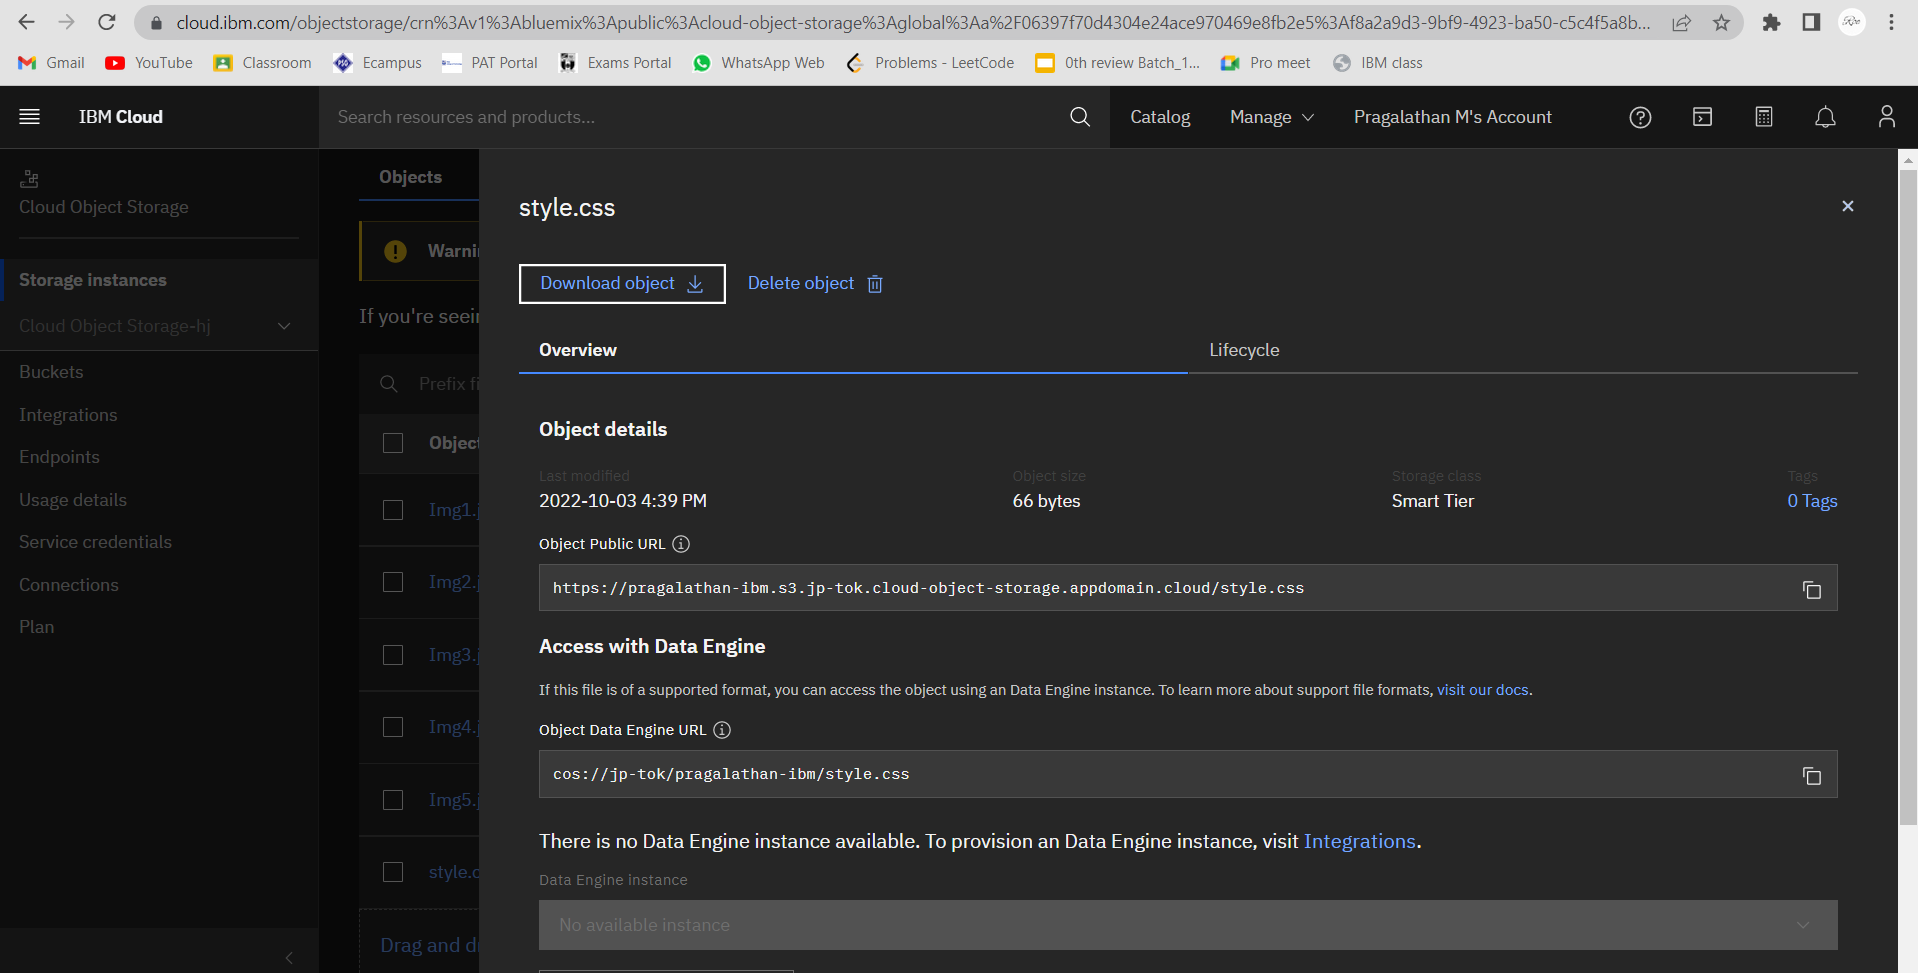 cloud.ibm.com/objectstorage/crn%3Av1%3Abluemix%3Apublic%3Acloud-object-storage%3Aglobal%3Aa%2F06397f70d4304e24ace970469e8fb2e5%3Af8a2a9d3-9bf9-4923-ba50-c5c4f5a8b...
Gmail YouTube Classroom Ecampus PAT Portal Exams Portal WhatsApp Web Problems - LeetCode 0th review Batch_1... Pro meet IBM class
IBM Cloud
Search resources and products...
Catalog Manage Pragalathan M's Account
Cloud Object Storage
Storage instances
Cloud Object Storage-hj
Buckets
Integrations
Endpoints
Usage details
Service credentials
Connections
Plan
Objects
Warni
If you're seein
Prefix fi
Object
Img1.j
Img2.j
Img3.j
Img4.j
Img5.j
style.c
Drag and d
style.css
Download object Delete object
Overview Lifecycle
Object details
Last modified Object size Storage class Tags
2022-10-03 4:39 PM 66 bytes Smart Tier 0 Tags
Object Public URL
https://pragalathan-ibm.s3.jp-tok.cloud-object-storage.appdomain.cloud/style.css
Access with Data Engine
If this file is of a supported format, you can access the object using an Data Engine instance. To learn more about support file formats, visit our docs.
Object Data Engine URL
cos://jp-tok/pragalathan-ibm/style.css
There is no Data Engine instance available. To provision an Data Engine instance, visit Integrations.
Data Engine instance
No available instance